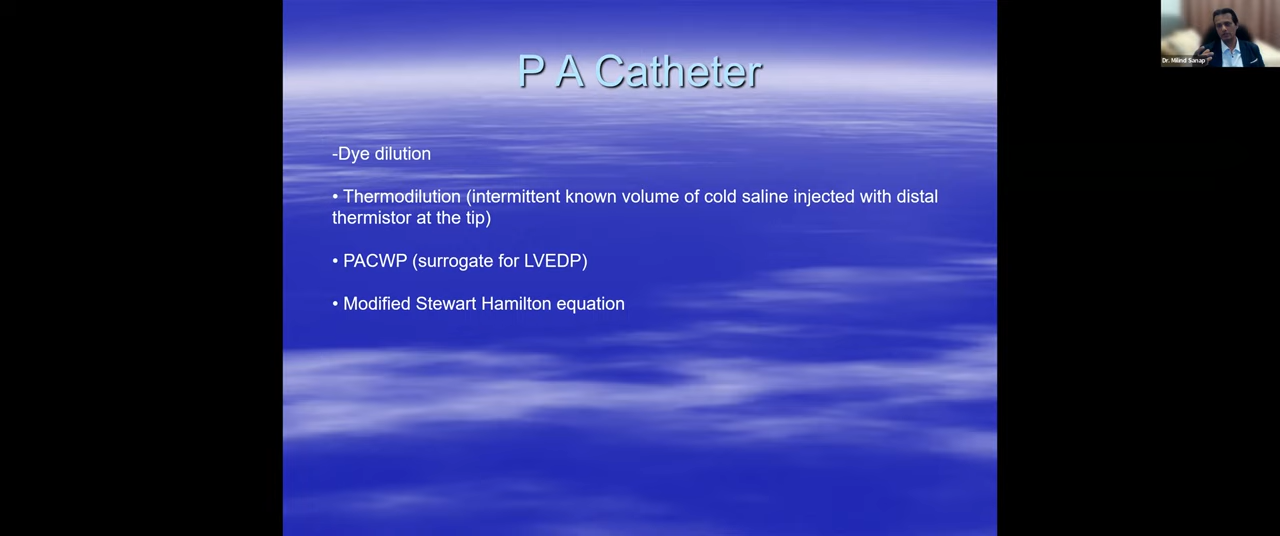 P A Catheter
-Dye dilution
• Thermodilution (intermittent known volume of cold saline injected with distal
thermistor at the tip)
• PACWP (surrogate for LVEDP)
• Modified Stewart Hamilton equation
Dr. Milind Sanap